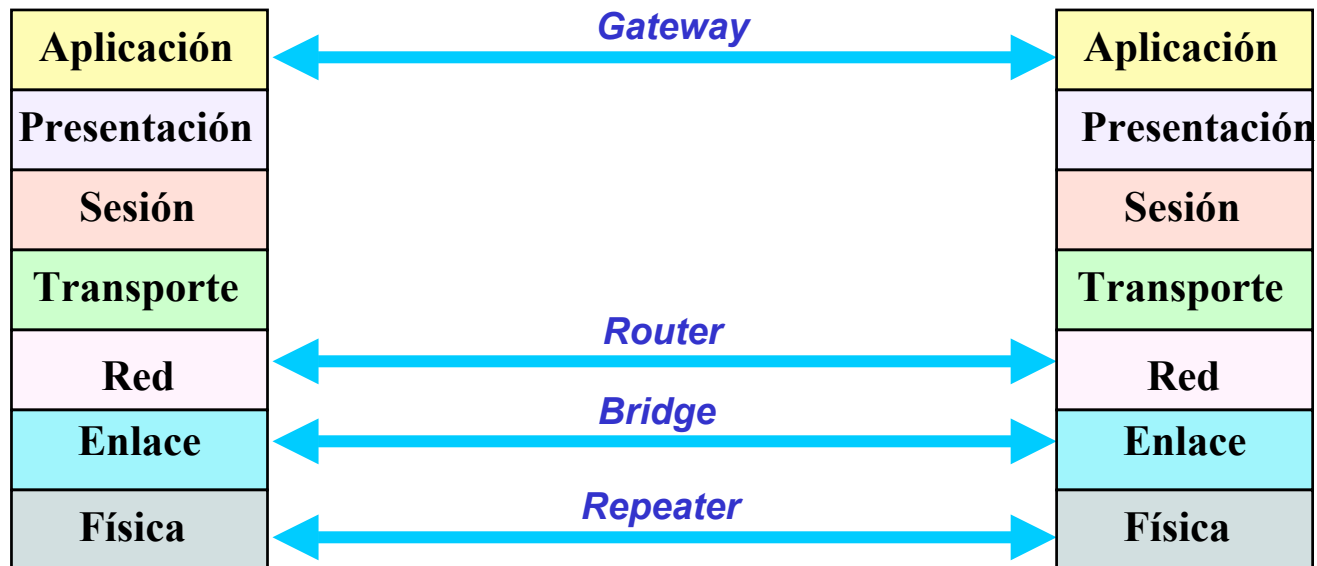 Gateway
Aplicación
Aplicación
Presentación
Presentación
Sesión
Sesión
Transporte
Transporte
Router
Red
Red
Bridge
Enlace
Enlace
Repeater
Física
Física